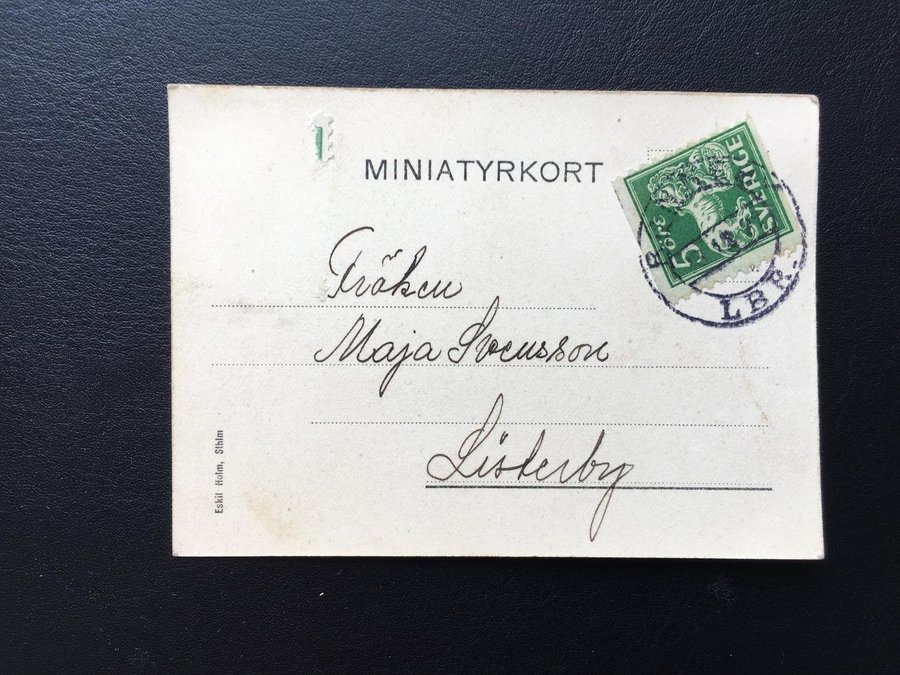 MINIATYRKORT
SVERIGE
5 ÖRE
LBR.
Fröken
Maja Svensson
Listerby
Eskil Holm, Sthlm